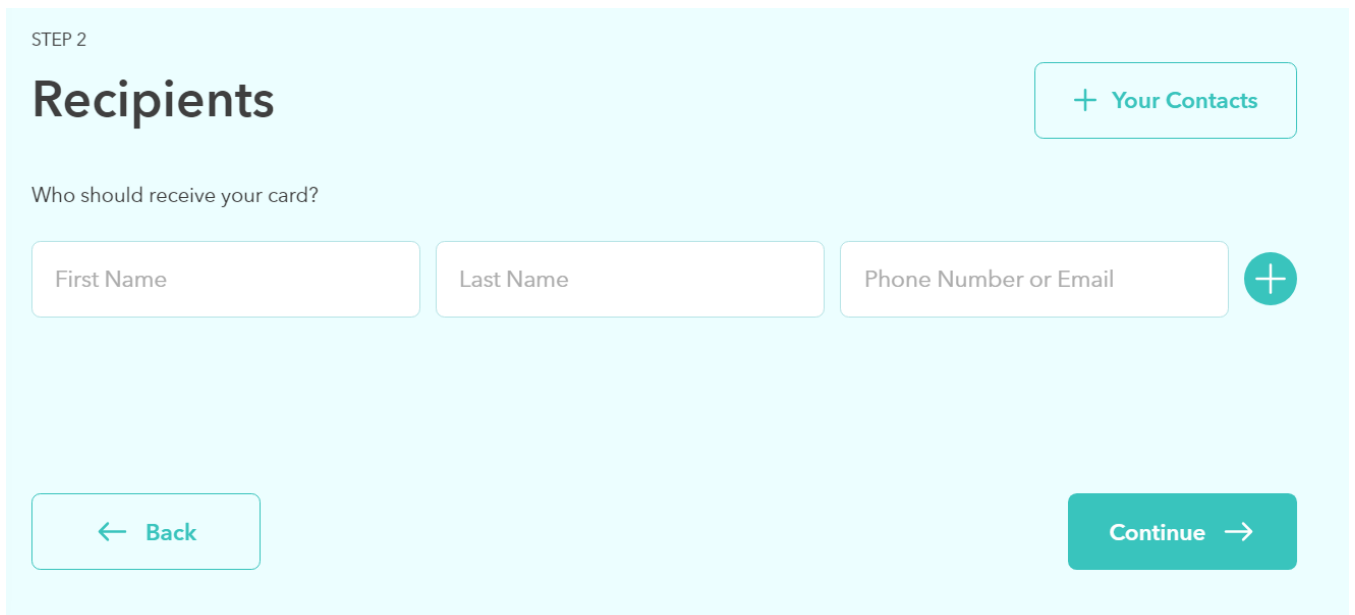 STEP 2
Recipients
Your Contacts
Who should receive your card?
First Name Last Name Phone Number or Email
Back Continue